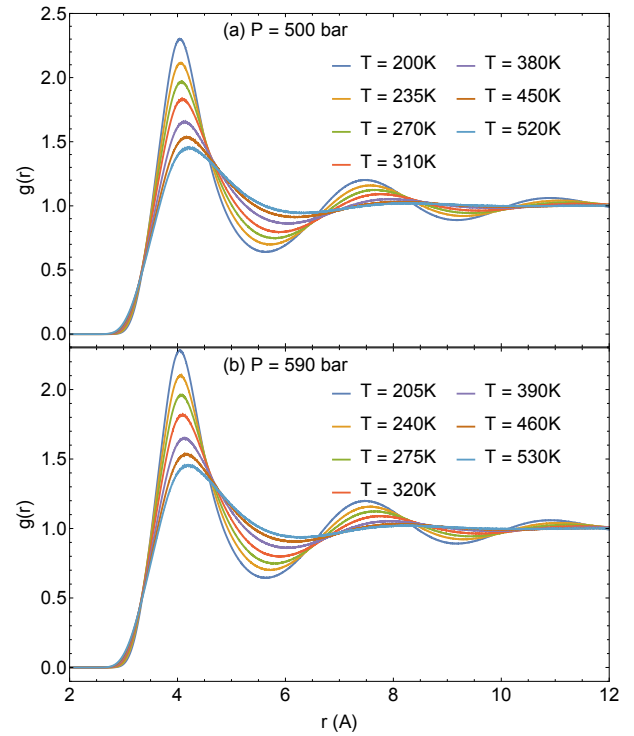 (a) P = 500 bar
T = 200K T = 380K
T = 235K T = 450K
T = 270K T = 520K
T = 310K
g(r)
2.5
2.0
1.5
1.0
0.5
0.0
(b) P = 590 bar
T = 205K T = 390K
T = 240K T = 460K
T = 275K T = 530K
T = 320K
g(r)
2.0
1.5
1.0
0.5
0.0
2 4 6 8 10 12
r (A)